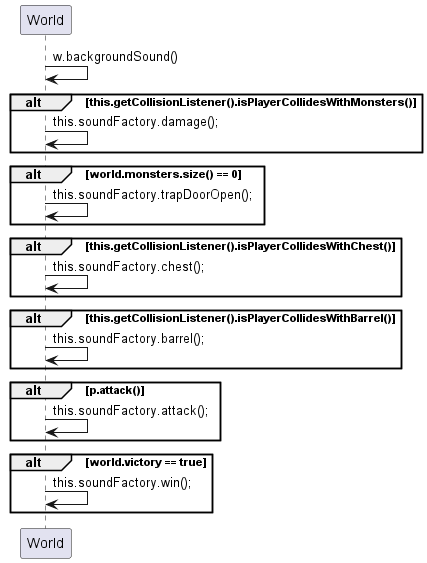 World
w.backgroundSound()
alt [this.getCollisionListener().isPlayerCollidesWithMonsters()]
this.soundFactory.damage();
alt [world.monsters.size() == 0]
this.soundFactory.trapDoorOpen();
alt [this.getCollisionListener().isPlayerCollidesWithChest()]
this.soundFactory.chest();
alt [this.getCollisionListener().isPlayerCollidesWithBarrel()]
this.soundFactory.barrel();
alt [p.attack()]
this.soundFactory.attack();
alt [world.victory == true]
this.soundFactory.win();
World